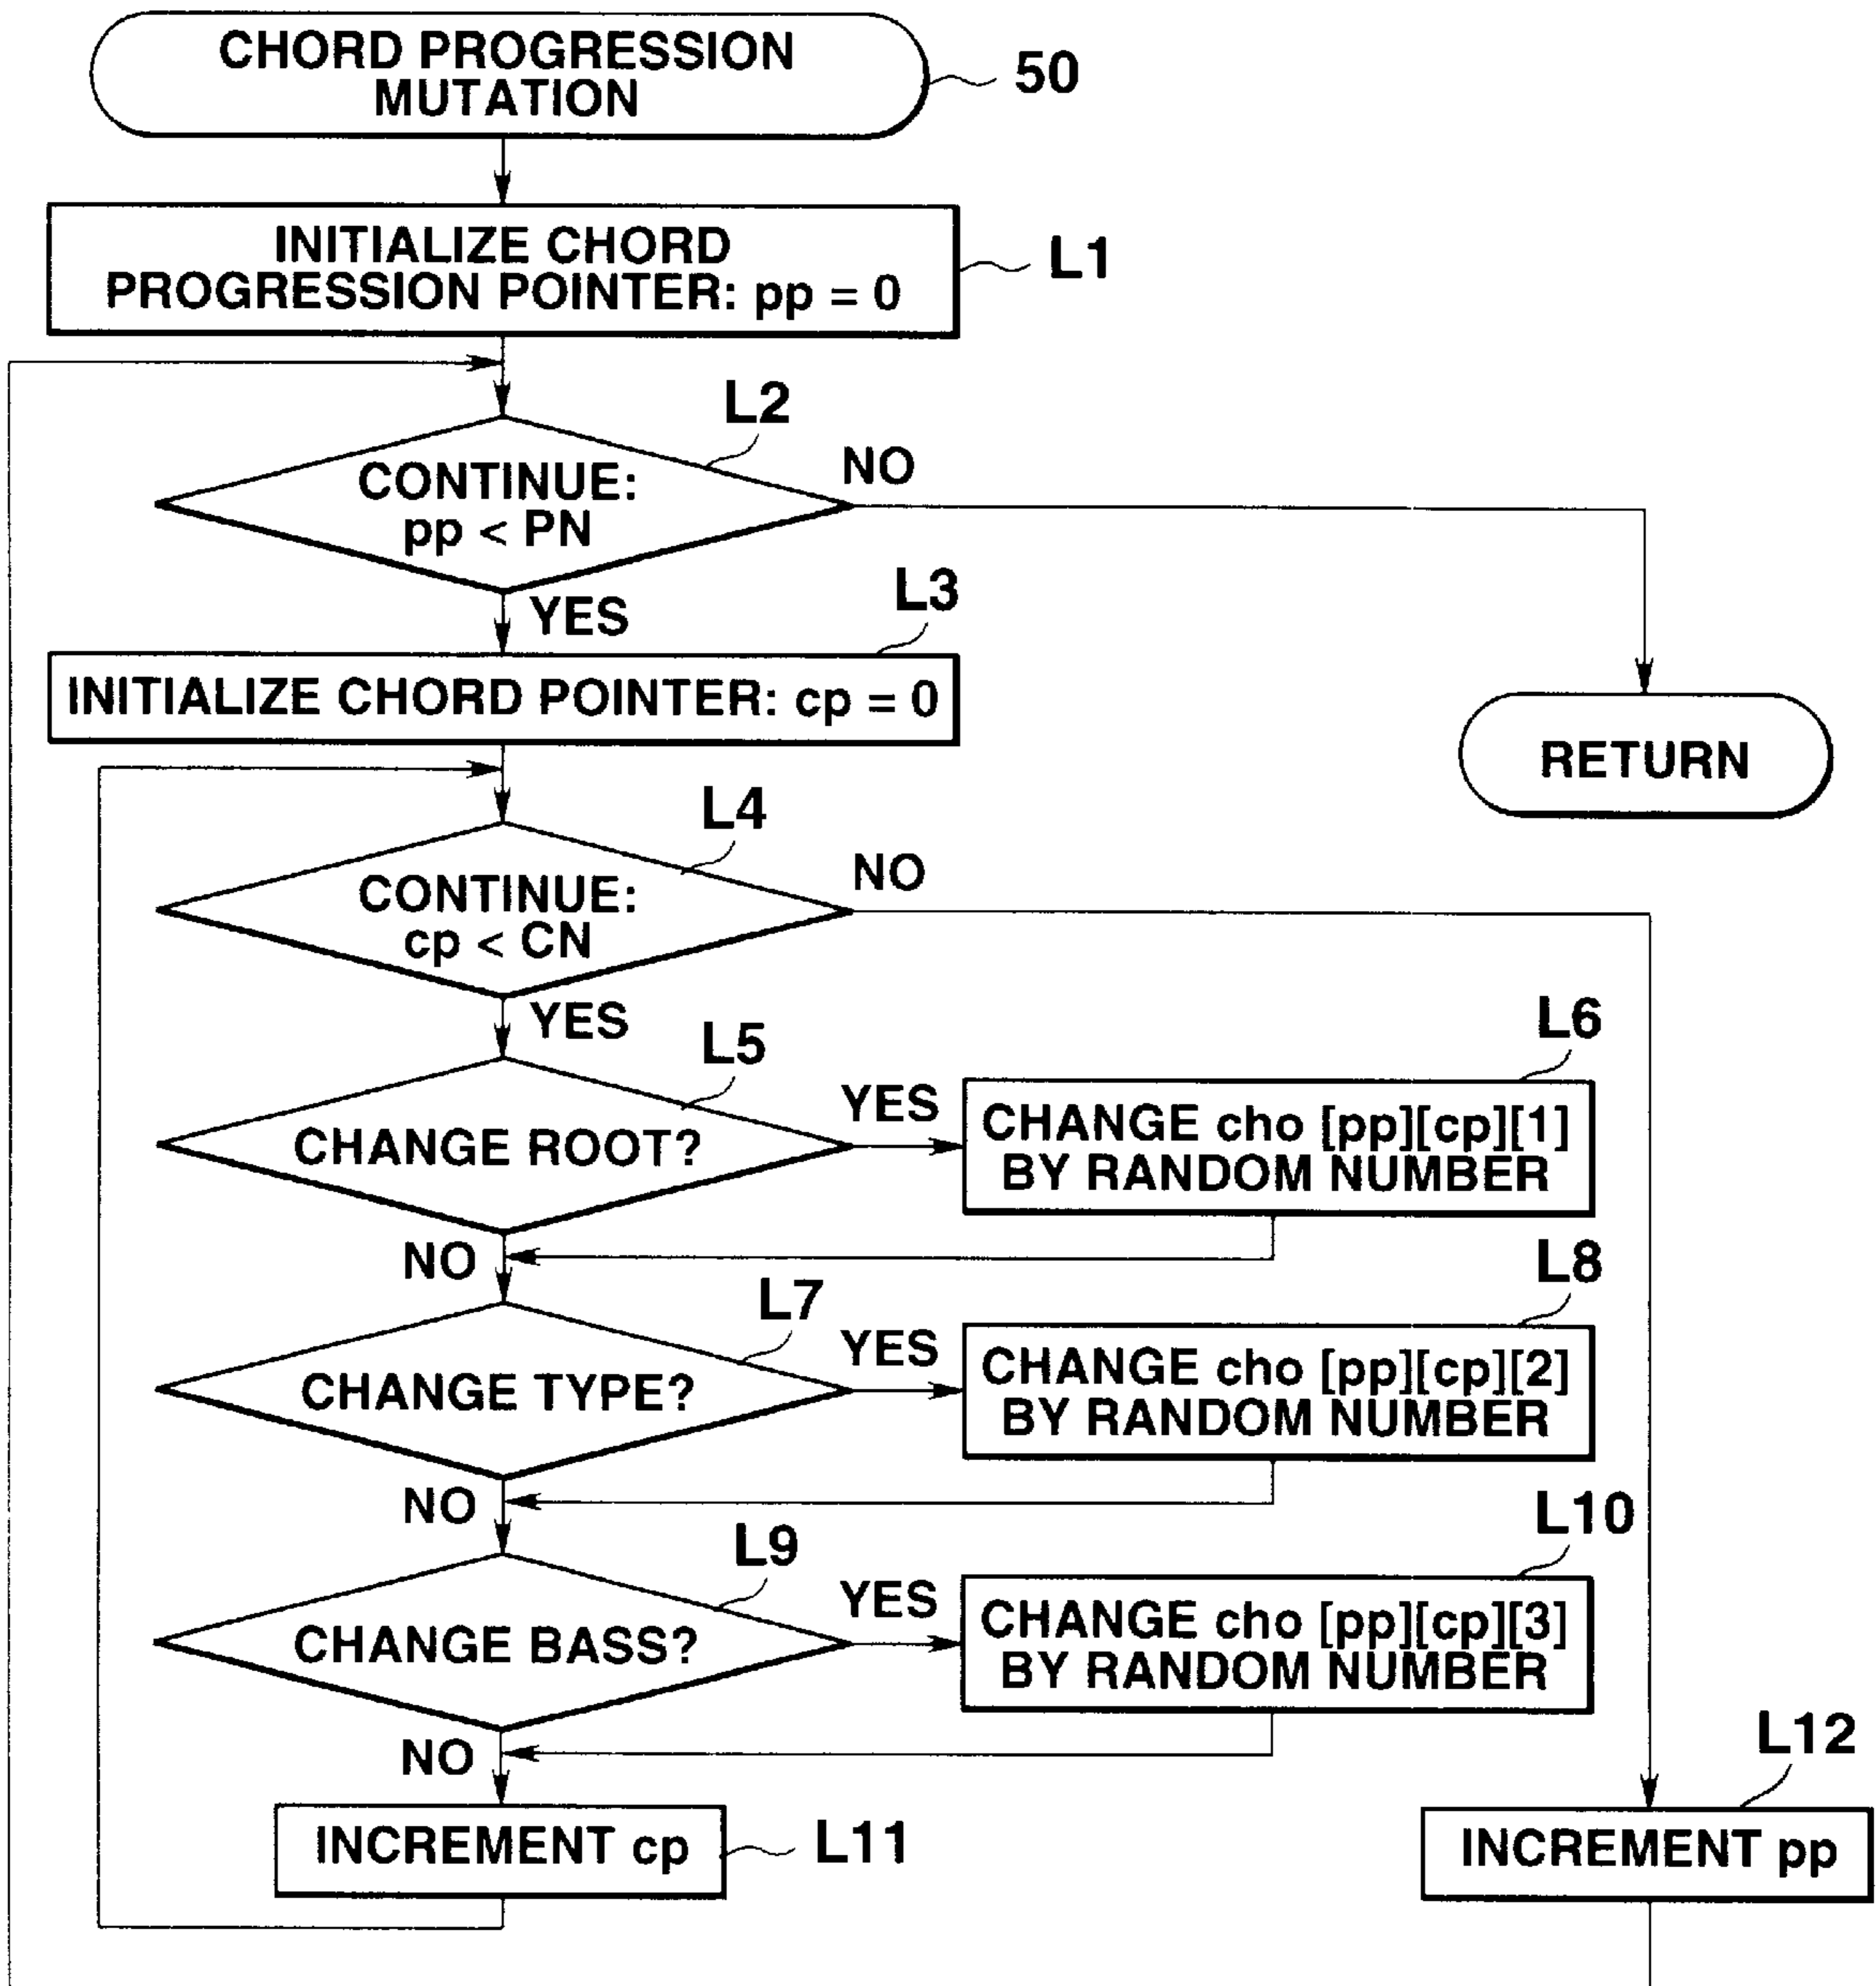 CHORD PROGRESSION
MUTATION
50
INITIALIZE CHORD
PROGRESSION POINTER: pp = 0
L1
L2
CONTINUE:
pp < PN
NO
YES
L3
INITIALIZE CHORD POINTER: cp = 0
RETURN
L4
CONTINUE:
cp < CN
NO
YES
L5
CHANGE ROOT?
YES
L6
CHANGE cho [pp][cp][1]
BY RANDOM NUMBER
NO
L7
CHANGE TYPE?
YES
L8
CHANGE cho [pp][cp][2]
BY RANDOM NUMBER
NO
L9
CHANGE BASS?
YES
L10
CHANGE cho [pp][cp][3]
BY RANDOM NUMBER
NO
INCREMENT cp
L11
L12
INCREMENT pp